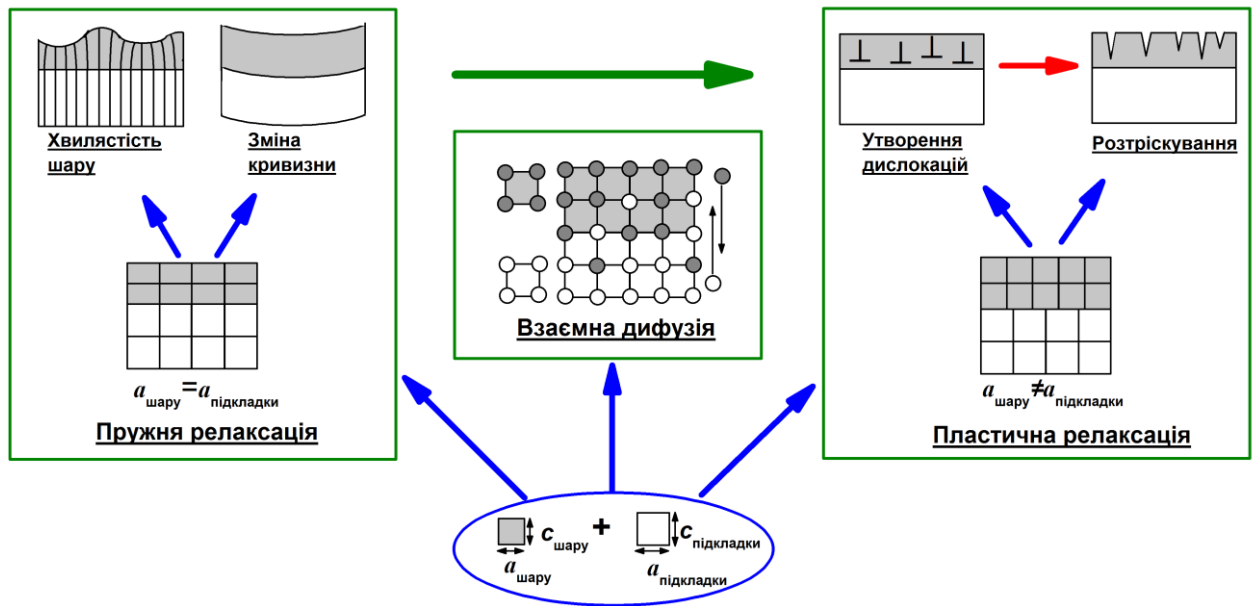 Хвилястість
шару
Зміна
кривизни
a шару = a підкладки
Пружня релаксація
Взаємна дифузія
Утворення
дислокацій
Розтріскування
a шару ≠ a підкладки
Пластична релаксація
c шару + c підкладки
a шару a підкладки